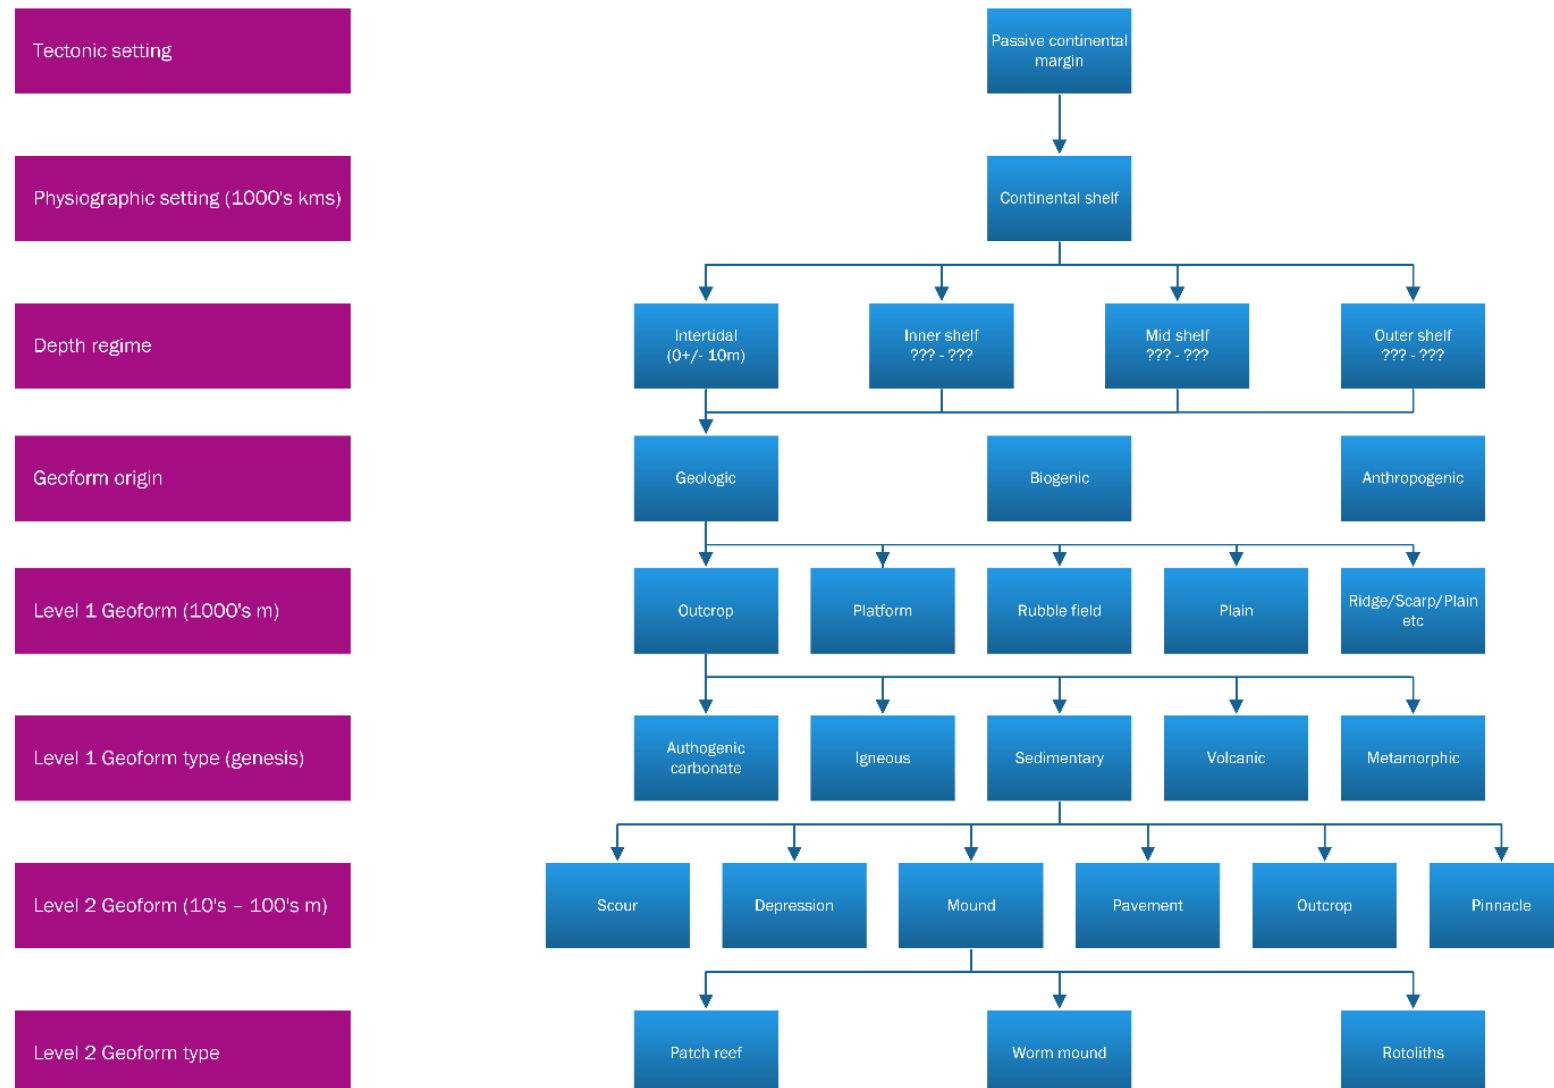 Tectonic setting
Passive continental
margin
Physiographic setting (1000's kms)
Continental shelf
Depth regime
Intertidal
(0+/- 10m)
Inner shelf
??? - ???
Mid shelf
??? - ???
Outer shelf
??? - ???
Geoform origin
Geologic
Biogenic
Anthropogenic
Level 1 Geoform (1000's m)
Outcrop
Platform
Rubble field
Plain
Ridge/Scarp/Plain
etc
Level 1 Geoform type (genesis)
Authogenic
carbonate
Igneous
Sedimentary
Volcanic
Metamorphic
Level 2 Geoform (10's – 100's m)
Scour
Depression
Mound
Pavement
Outcrop
Pinnacle
Level 2 Geoform type
Patch reef
Worm mound
Rotoliths